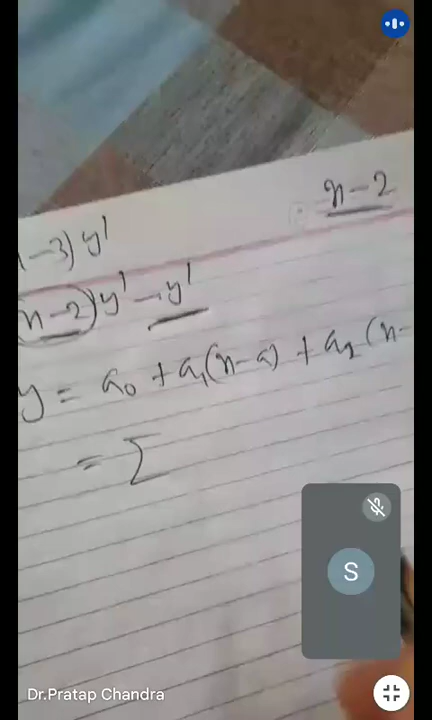 x-2
-3) y'
(x-2) y' - y'
y = a0 + a1(x-a) + a2(x-
= Σ
S
Dr.Pratap Chandra